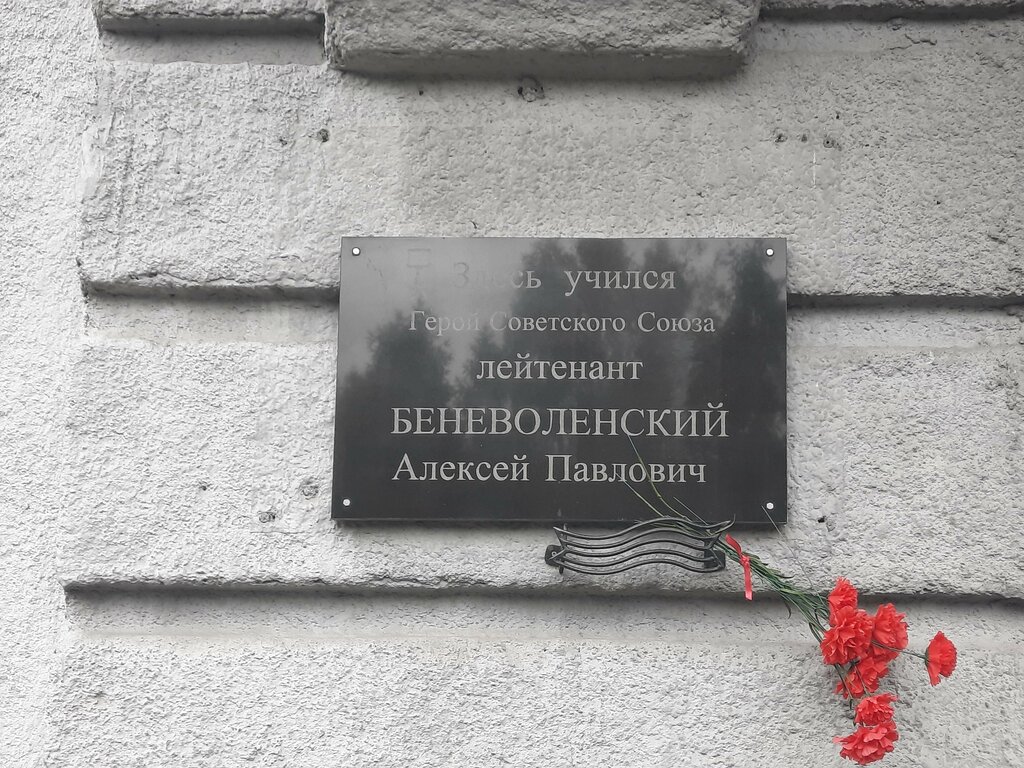 Здесь учился
Герой Советского Союза
лейтенант
БЕНЕВОЛЕНСКИЙ
Алексей Павлович